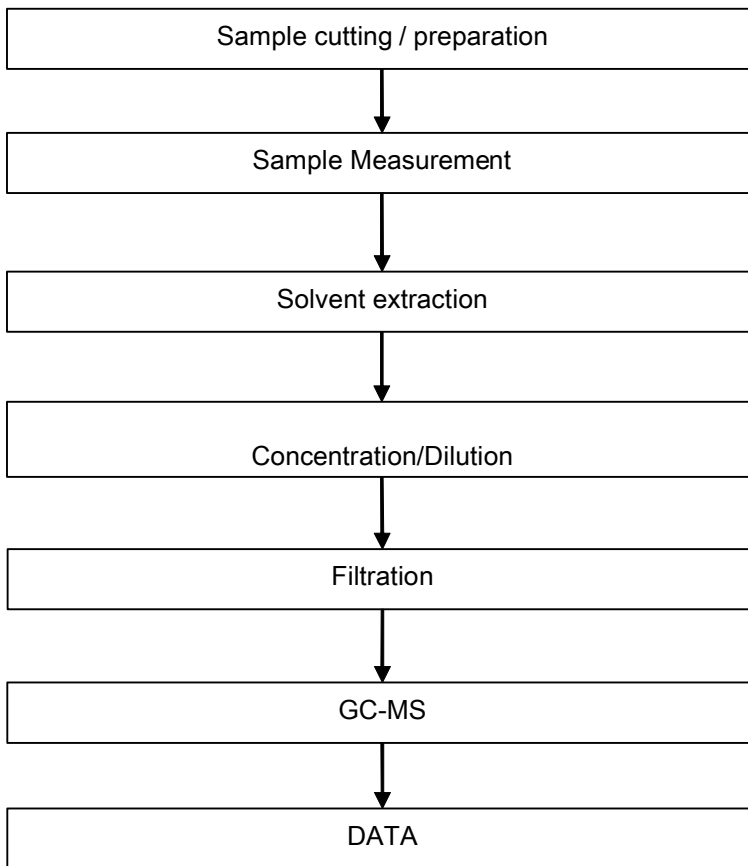 Sample cutting / preparation
Sample Measurement
Solvent extraction
Concentration/Dilution
Filtration
GC-MS
DATA